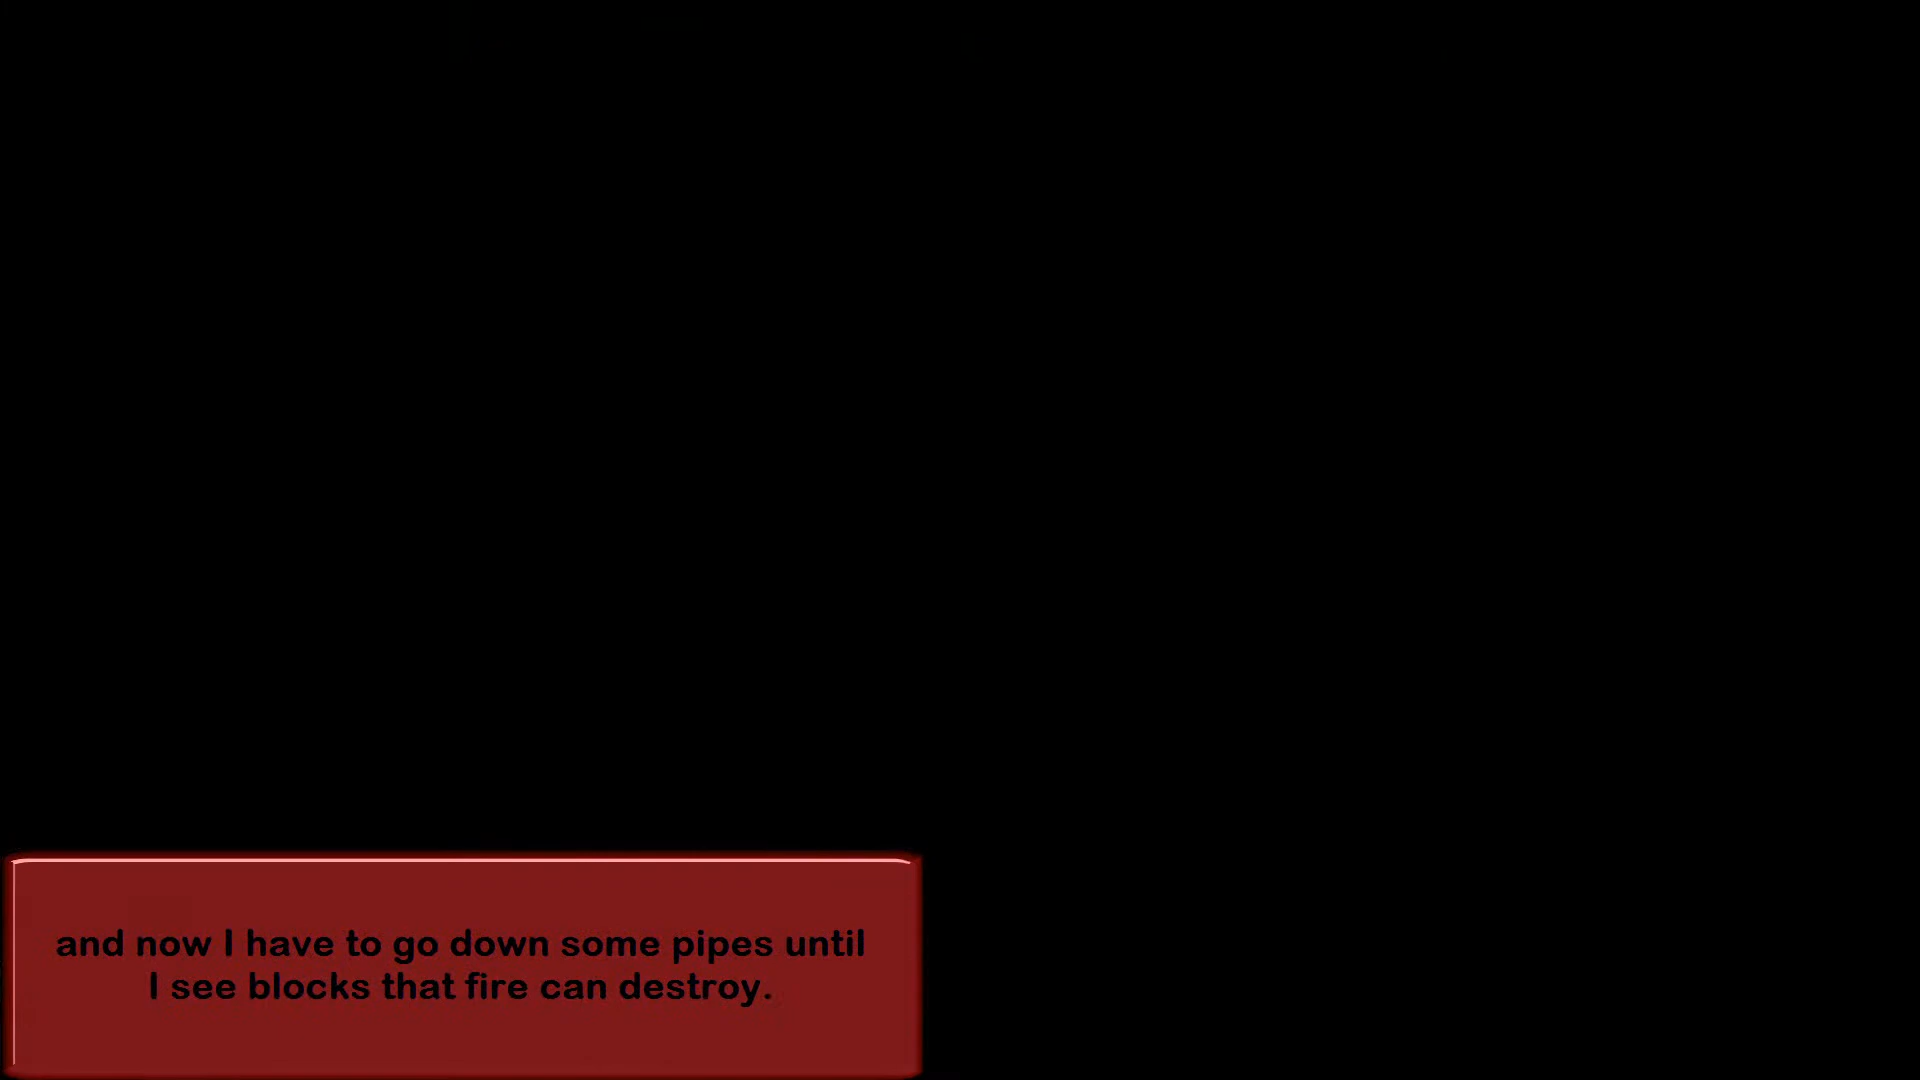 and now I have to go down some pipes until
I see blocks that fire can destroy.